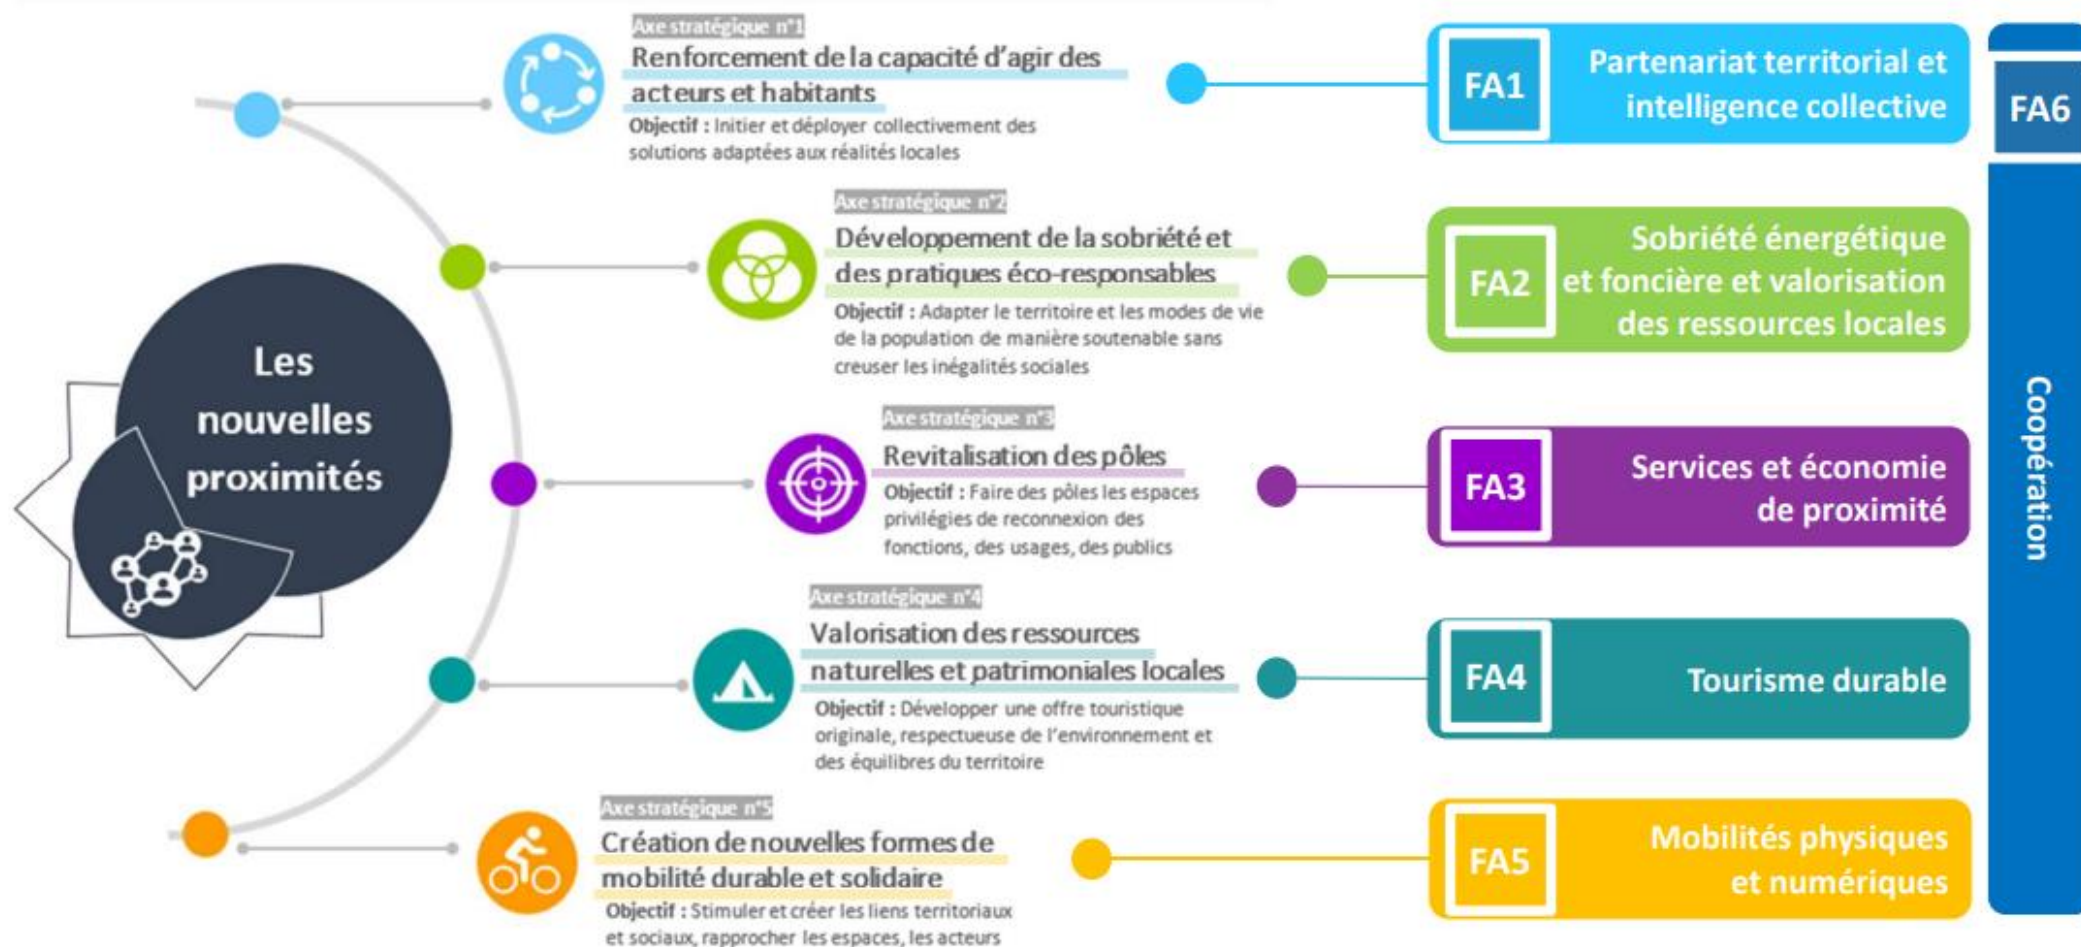 Les
nouvelles
proximités
Axe stratégique n°1
Renforcement de la capacité d'agir des
acteurs et habitants
Objectif : Initier et déployer collectivement des
solutions adaptées aux réalités locales
FA1
Partenariat territorial et
intelligence collective
Axe stratégique n°2
Développement de la sobriété et
des pratiques éco-responsables
Objectif : Adapter le territoire et les modes de vie
de la population de manière soutenable sans
creuser les inégalités sociales
FA2
Sobriété énergétique
et foncière et valorisation
des ressources locales
Axe stratégique n°3
Revitalisation des pôles
Objectif : Faire des pôles les espaces
privilégies de reconnexion des
fonctions, des usages, des publics
FA3
Services et économie
de proximité
Axe stratégique n°4
Valorisation des ressources
naturelles et patrimoniales locales
Objectif : Développer une offre touristique
originale, respectueuse de l'environnement et
des équilibres du territoire
FA4
Tourisme durable
Axe stratégique n°5
Création de nouvelles formes de
mobilité durable et solidaire
Objectif : Stimuler et créer les liens territoriaux
et sociaux, rapprocher les espaces, les acteurs
FA5
Mobilités physiques
et numériques
FA6
Coopération